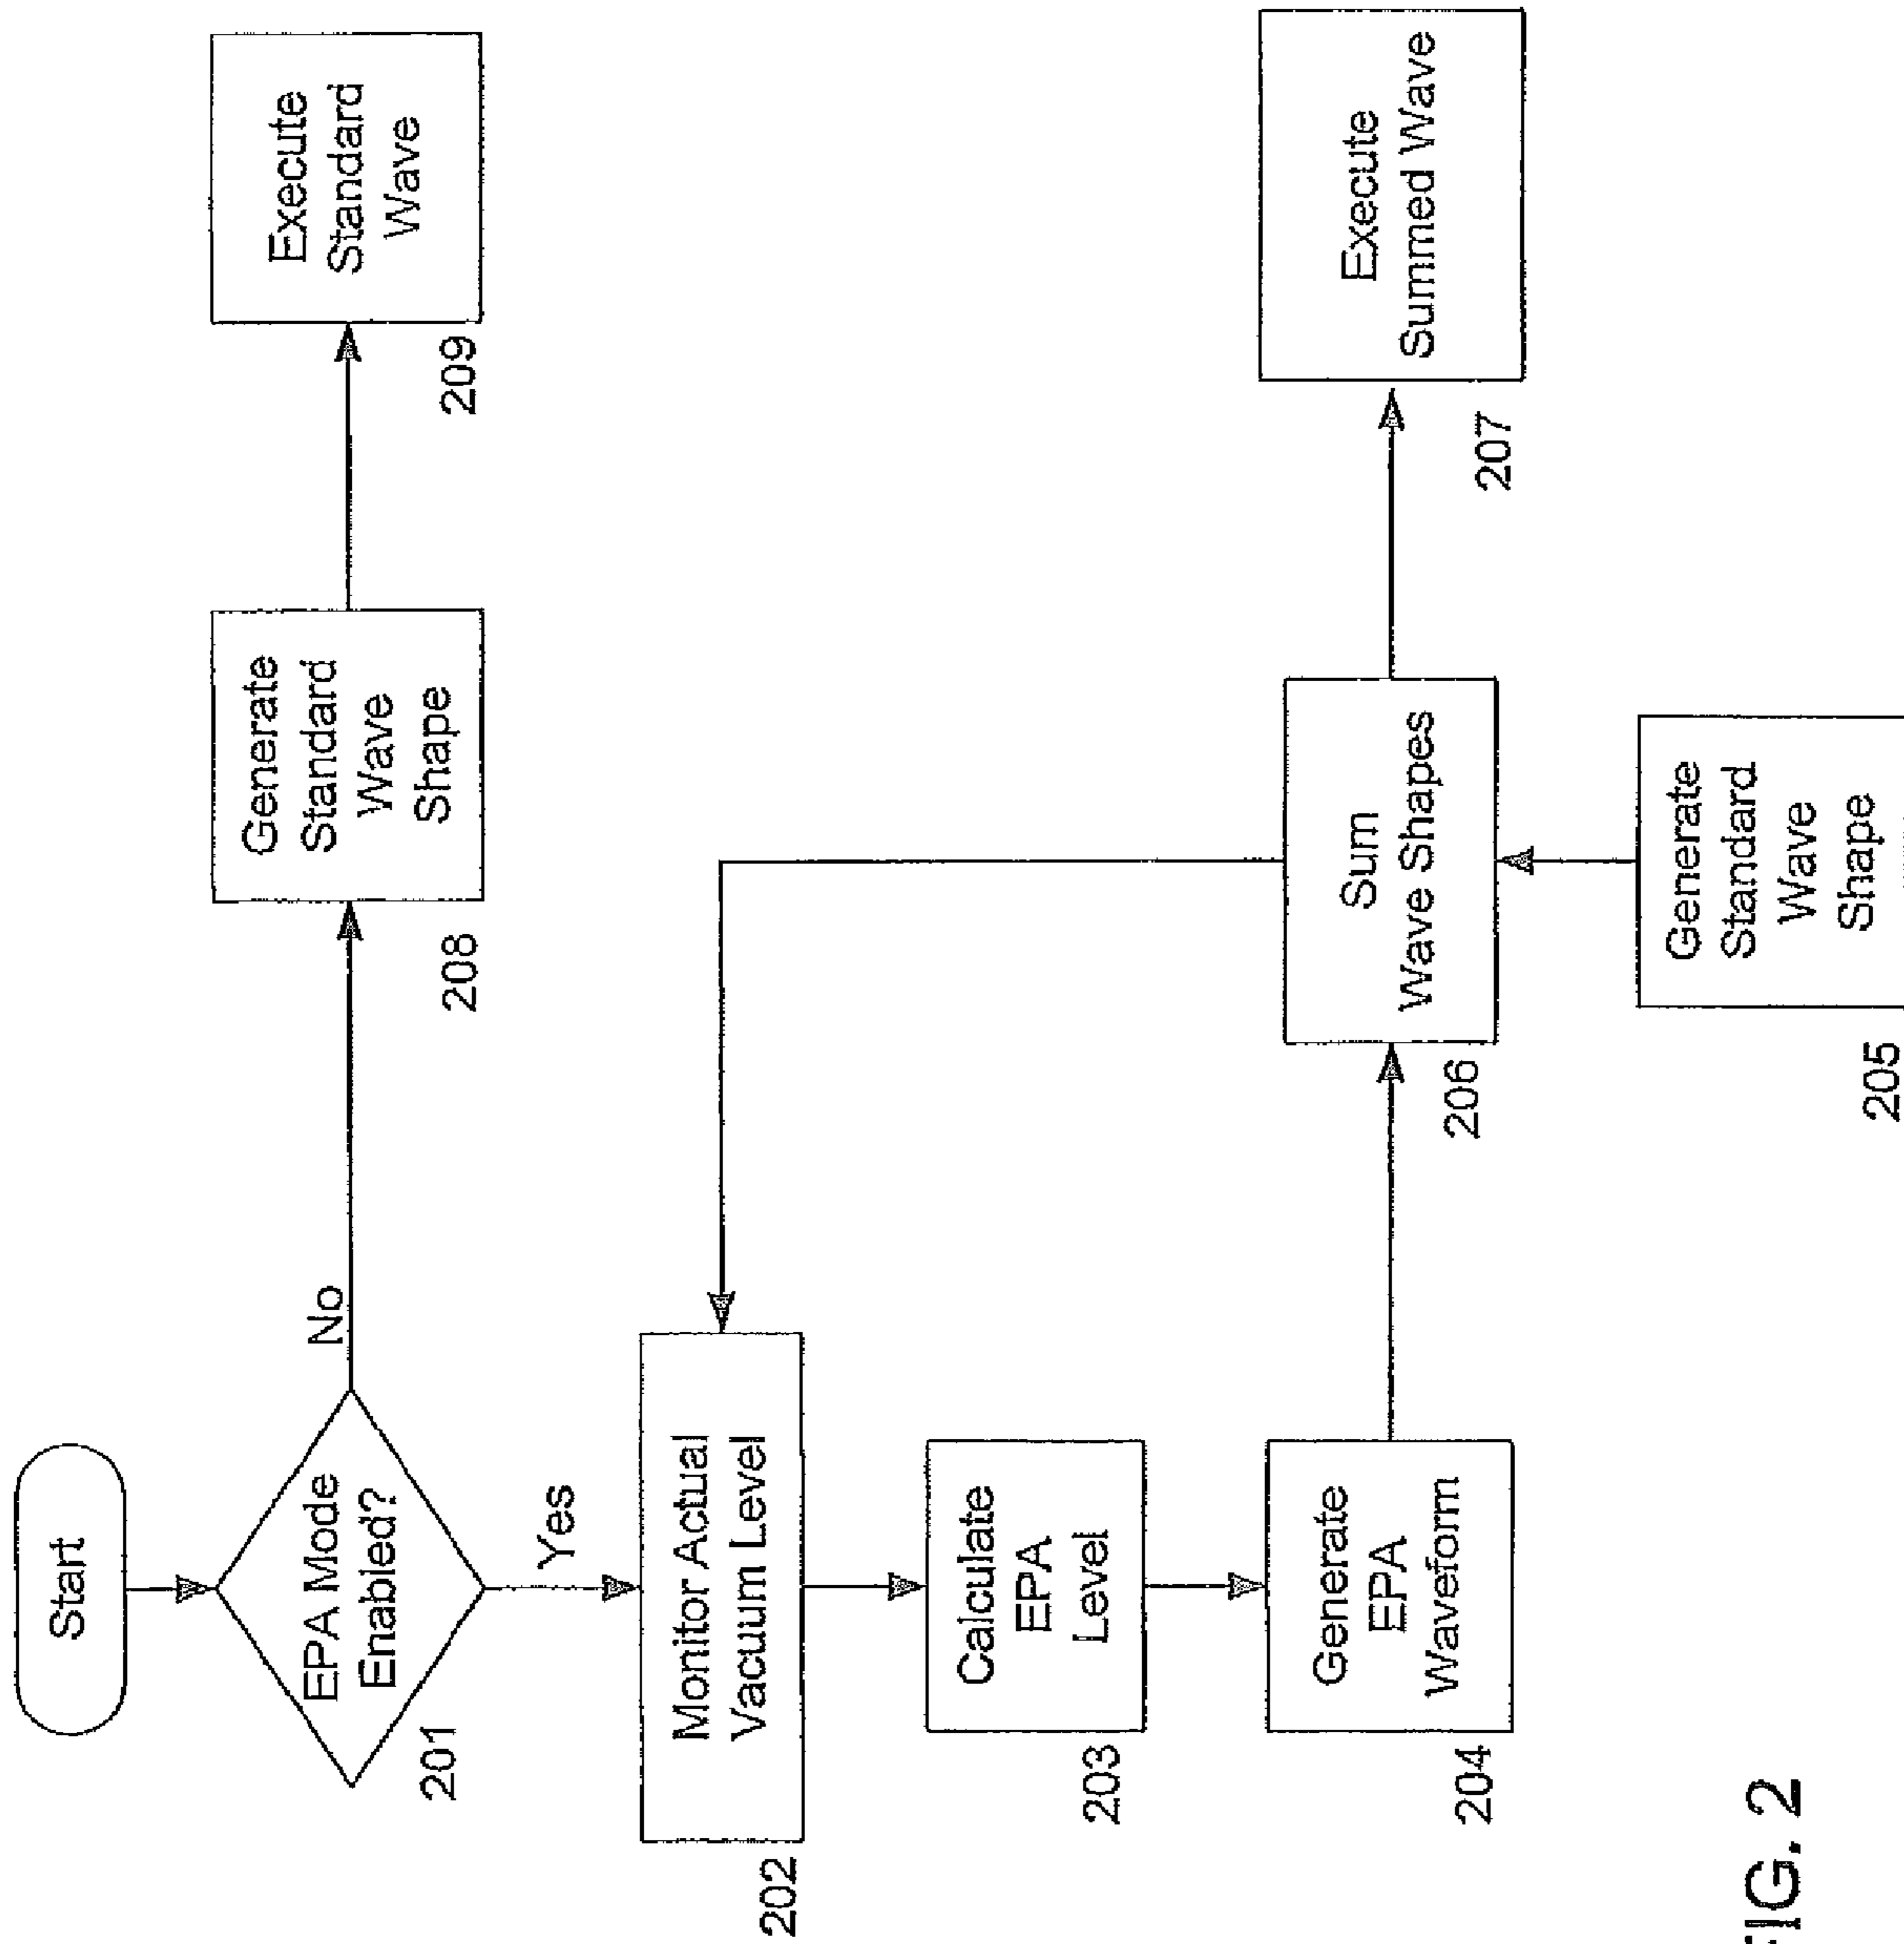 Start
EPA Mode
Enabled?
201
No
Yes
Generate
Standard
Wave
Shape
208
Execute
Standard
Wave
209
Monitor Actual
Vacuum Level
202
Calculate
EPA
Level
203
Generate
EPA
Waveform
204
Sum
Wave Shapes
206
Execute
Summed Wave
207
Generate
Standard
Wave
Shape
205
FIG. 2